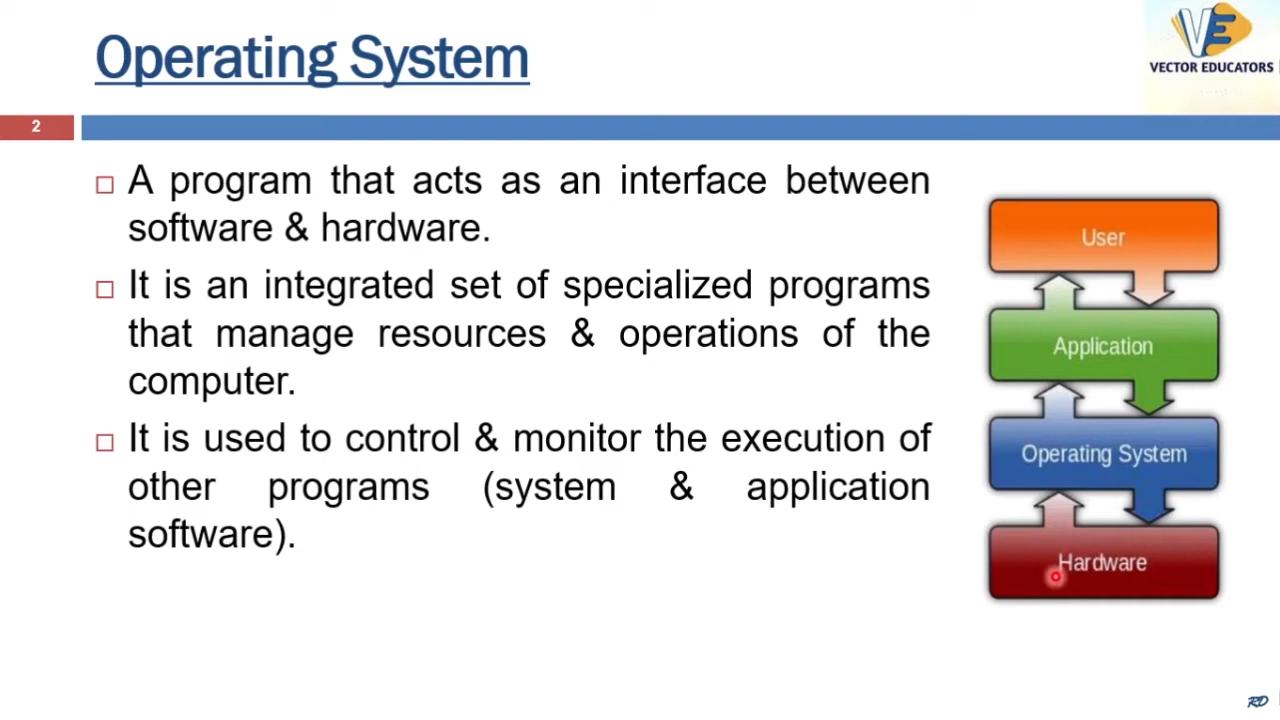 Operating System
VE
VECTOR EDUCATORS
2
A program that acts as an interface between
software & hardware.
It is an integrated set of specialized programs
that manage resources & operations of the
computer.
It is used to control & monitor the execution of
other programs (system & application
software).
User
Application
Operating System
Hardware
RD